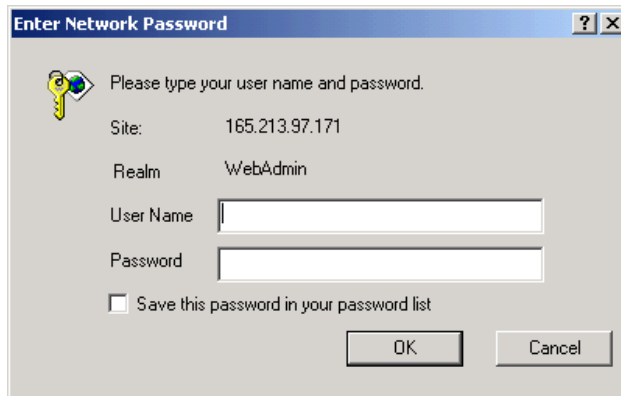 Enter Network Password
Please type your user name and password.
Site: 165.213.97.171
Realm WebAdmin
User Name
Password
Save this password in your password list
OK Cancel